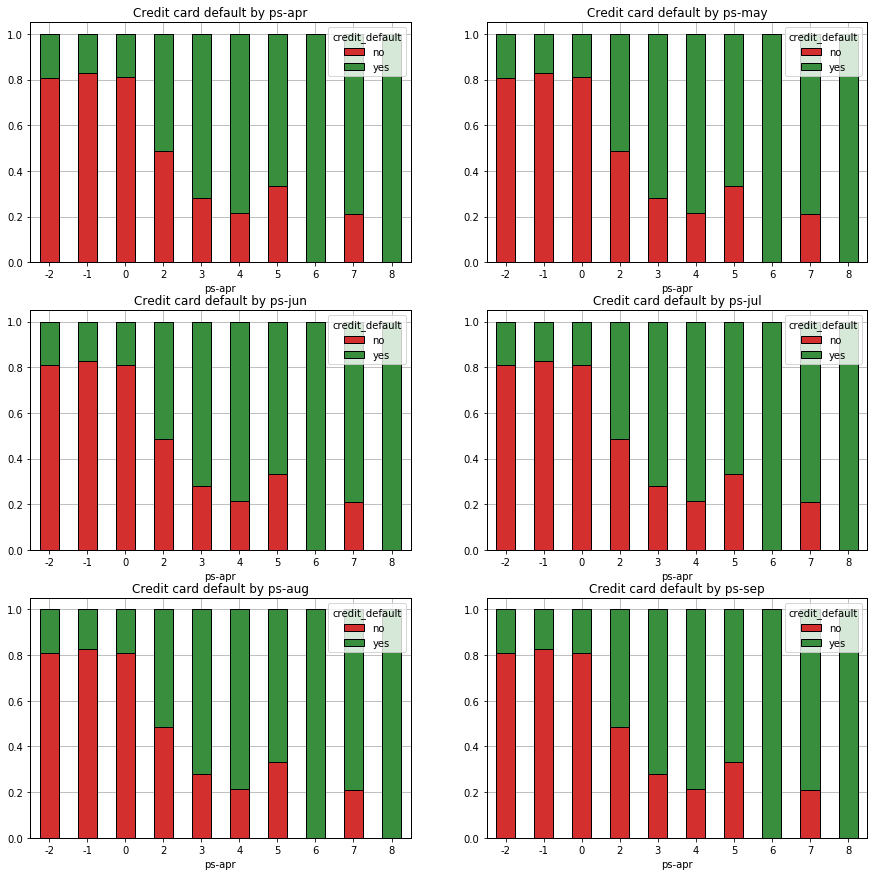 Credit card default by ps-apr
credit_default
no
yes
1.0
0.8
0.6
0.4
0.2
0.0
-2 -1 0 2 3 4 5 6 7 8
ps-apr
Credit card default by ps-may
credit_default
no
yes
1.0
0.8
0.6
0.4
0.2
0.0
-2 -1 0 2 3 4 5 6 7 8
ps-apr
Credit card default by ps-jun
credit_default
no
yes
1.0
0.8
0.6
0.4
0.2
0.0
-2 -1 0 2 3 4 5 6 7 8
ps-apr
Credit card default by ps-jul
credit_default
no
yes
1.0
0.8
0.6
0.4
0.2
0.0
-2 -1 0 2 3 4 5 6 7 8
ps-apr
Credit card default by ps-aug
credit_default
no
yes
1.0
0.8
0.6
0.4
0.2
0.0
-2 -1 0 2 3 4 5 6 7 8
ps-apr
Credit card default by ps-sep
credit_default
no
yes
1.0
0.8
0.6
0.4
0.2
0.0
-2 -1 0 2 3 4 5 6 7 8
ps-apr